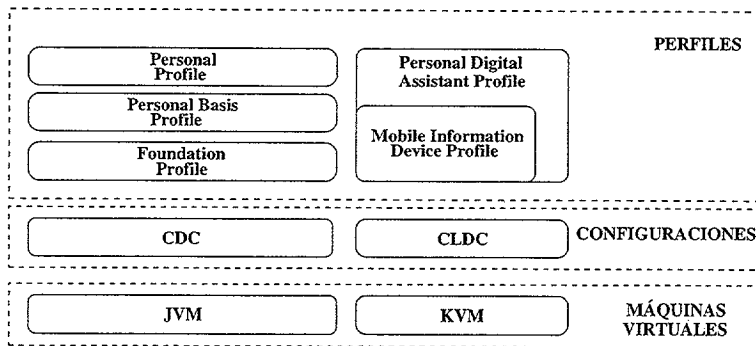 PERFILES
Personal
Profile
Personal Digital
Assistant Profile
Personal Basis
Profile
Mobile Information
Device Profile
Foundation
Profile
CDC
CLDC
CONFIGURACIONES
JVM
KVM
MÁQUINAS
VIRTUALES